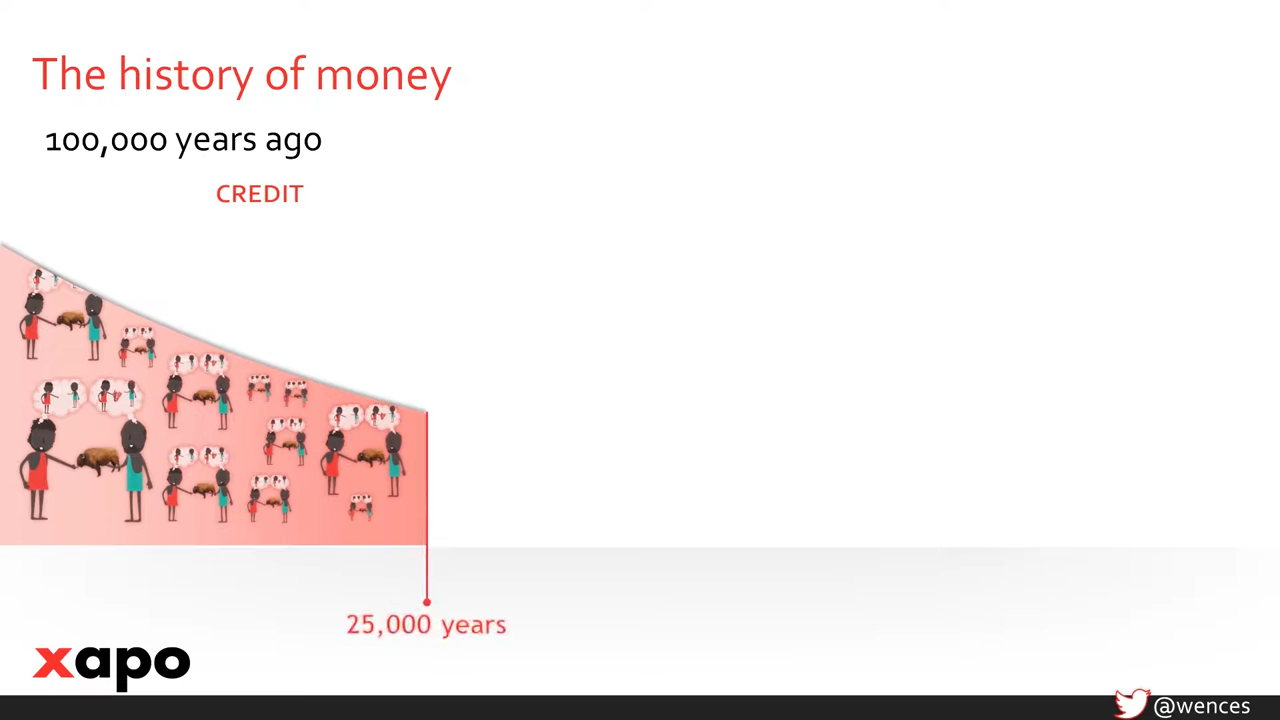 The history of money
100,000 years ago
CREDIT
25,000 years
xapo
@wences